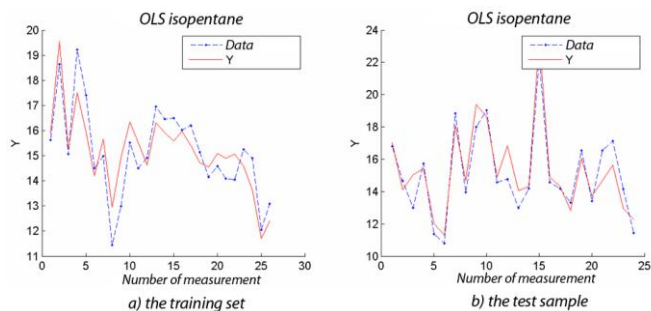 OLS isopentane
20
19
18
17
16
15
14
13
12
11
Y
0 5 10 15 20 25 30
Data
Y
Number of measurement
a) the training set
OLS isopentane
24
22
20
18
16
14
12
10
Y
0 5 10 15 20 25
Data
Y
Number of measurement
b) the test sample